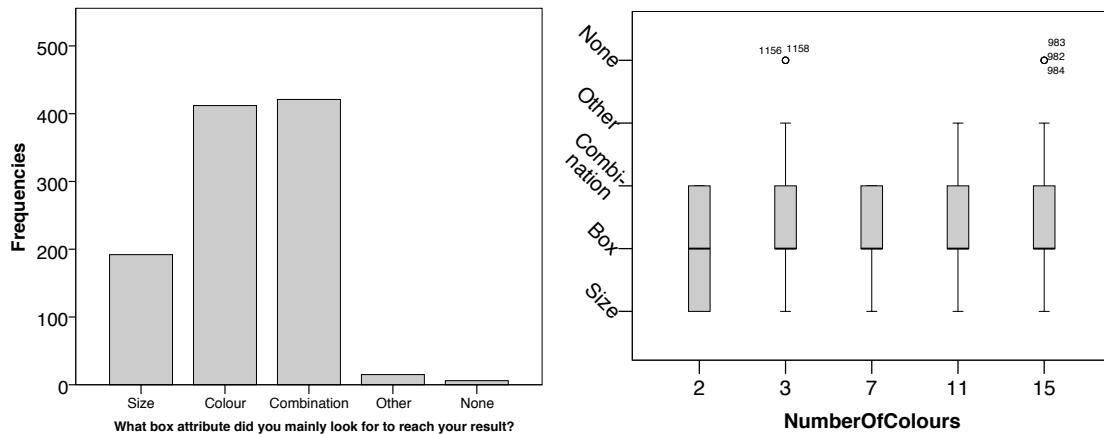 500
400
300
200
100
0
Frequencies
Size Colour Combination Other None
What box attribute did you mainly look for to reach your result?
None
Other
Combi-
nation
Box
Size
1156 1158
983
982
984
2 3 7 11 15
NumberOfColours